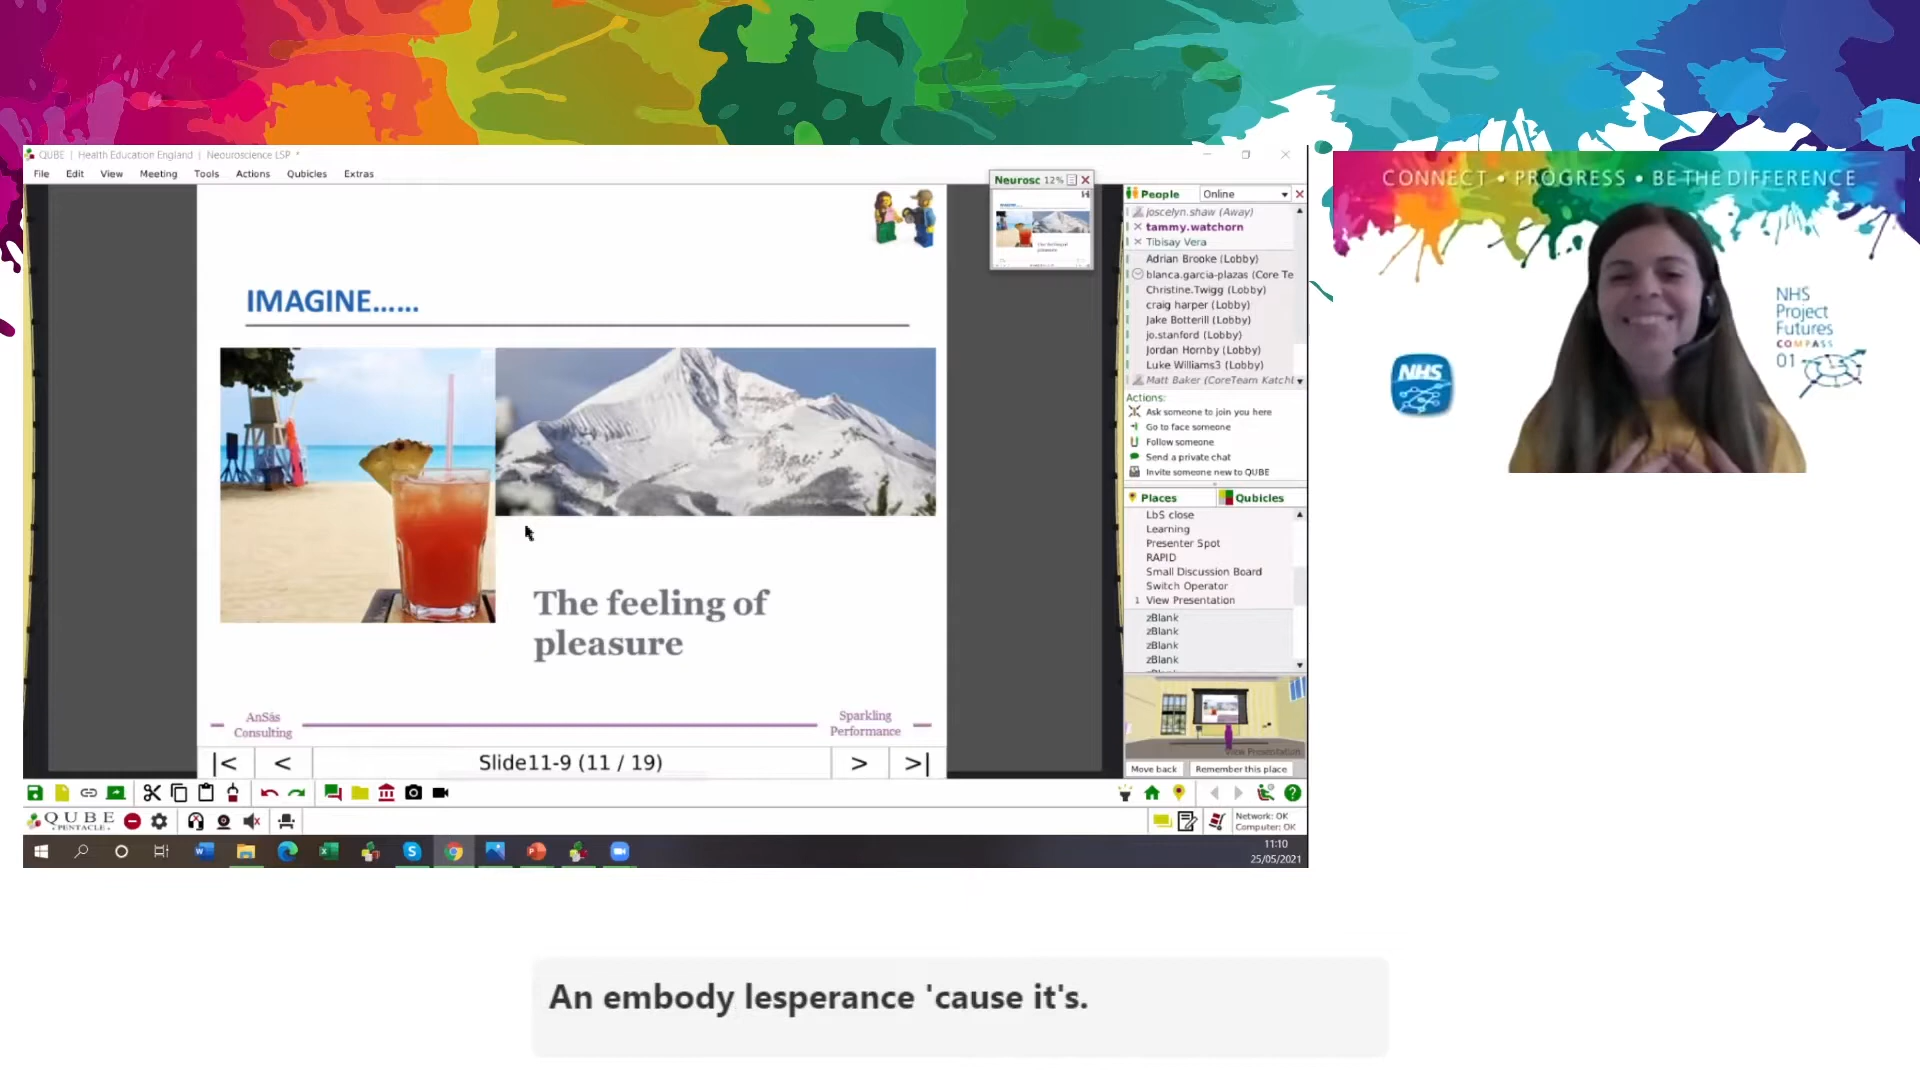 QUBE | Health Education England | Neouroscience LSP *
File Edit View Meeting Tools Actions Qubicles Extras
IMAGINE......
The feeling of
pleasure
AnSás
Consulting
Sparkling
Performance
|< < Slide11-9 (11 / 19) > >|
Neurosc 12%
IMAGINE......
People Online
joscelyn.shaw (Away)
tammy.watchorn
Tibisay Vera
Adrian Brooke (Lobby)
blanca.garcia-plazas (Core Te
Christine.Twigg (Lobby)
craig harper (Lobby)
Jake Botterill (Lobby)
jo.stanford (Lobby)
Jordan Hornby (Lobby)
Luke Williams3 (Lobby)
Matt Baker (CoreTeam Katchl
Actions:
Ask someone to join you here
Go to face someone
Follow someone
Send a private chat
Invite someone new to QUBE
Places Qubicles
LbS close
Learning
Presenter Spot
RAPID
Small Discussion Board
Switch Operator
1 View Presentation
zBlank
zBlank
zBlank
zBlank
View Presentation
Move back Remember this place
QUBE
PENTACLE
Network: OK
Computer: OK
11:10
25/05/2021
CONNECT • PROGRESS • BE THE DIFFERENCE
NHS
Project
Futures
COMPASS
01
NHS
An embody lesperance 'cause it's.